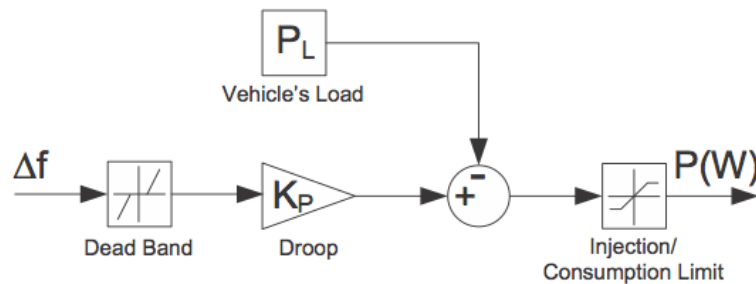 P_L
Vehicle's Load
Δf
K_P
+
-
P(W)
Dead Band
Droop
Injection/
Consumption Limit